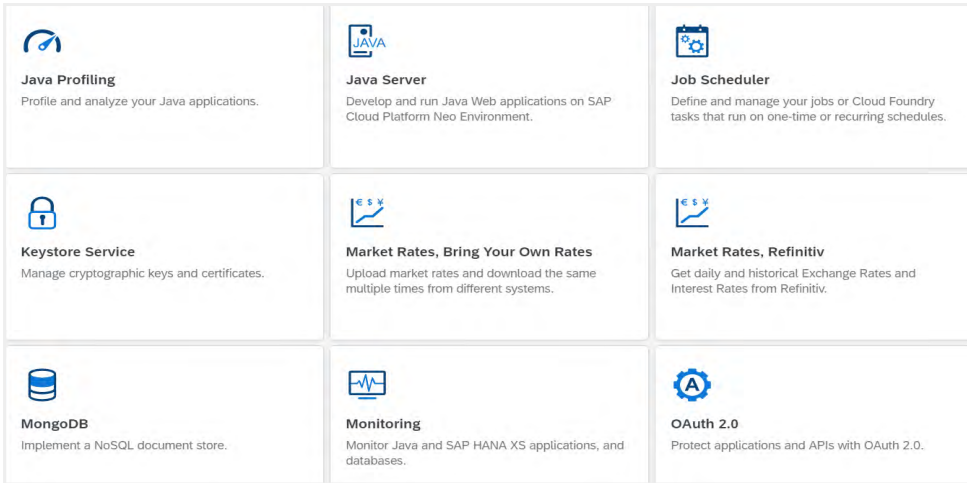 JAVA
Java Profiling
Profile and analyze your Java applications.
Java Server
Develop and run Java Web applications on SAP
Cloud Platform Neo Environment.
Job Scheduler
Define and manage your jobs or Cloud Foundry
tasks that run on one-time or recurring schedules.
Keystore Service
Manage cryptographic keys and certificates.
€ $ ¥
Market Rates, Bring Your Own Rates
Upload market rates and download the same
multiple times from different systems.
€ $ ¥
Market Rates, Refinitiv
Get daily and historical Exchange Rates and
Interest Rates from Refinitiv.
MongoDB
Implement a NoSQL document store.
Monitoring
Monitor Java and SAP HANA XS applications, and
databases.
A
OAuth 2.0
Protect applications and APIs with OAuth 2.0.